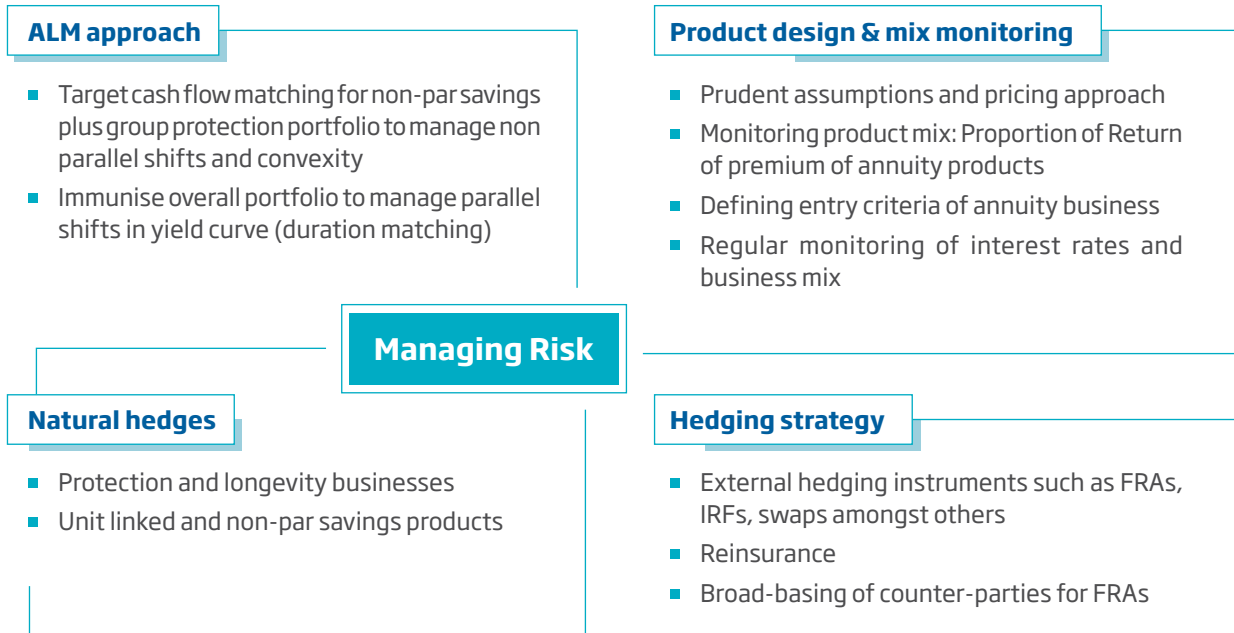 ALM approach
Target cash flow matching for non-par savings
plus group protection portfolio to manage non
parallel shifts and convexity
Immunise overall portfolio to manage parallel
shifts in yield curve (duration matching)
Product design & mix monitoring
Prudent assumptions and pricing approach
Monitoring product mix: Proportion of Return
of premium of annuity products
Defining entry criteria of annuity business
Regular monitoring of interest rates and
business mix
Managing Risk
Natural hedges
Protection and longevity businesses
Unit linked and non-par savings products
Hedging strategy
External hedging instruments such as FRAs,
IRFs, swaps amongst others
Reinsurance
Broad-basing of counter-parties for FRAs